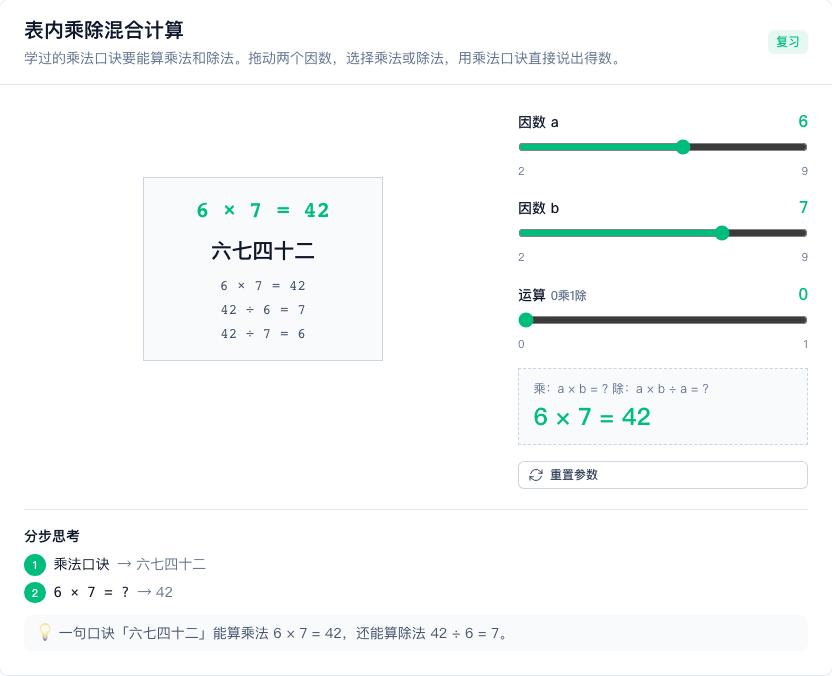 表内乘除混合计算
学过的乘法口诀要能算乘法和除法。拖动两个因数，选择乘法或除法，用乘法口诀直接说出得数。
复习
6 × 7 = 42
六七四十二
6 × 7 = 42
42 ÷ 6 = 7
42 ÷ 7 = 6
因数 a 6
2 9
因数 b 7
2 9
运算 0乘1除 0
0 1
乘：a × b = ? 除：a × b ÷ a = ?
6 × 7 = 42
重置参数
分步思考
1 乘法口诀 → 六七四十二
2 6 × 7 = ? → 42
一句口诀「六七四十二」能算乘法 6 × 7 = 42，还能算除法 42 ÷ 6 = 7。